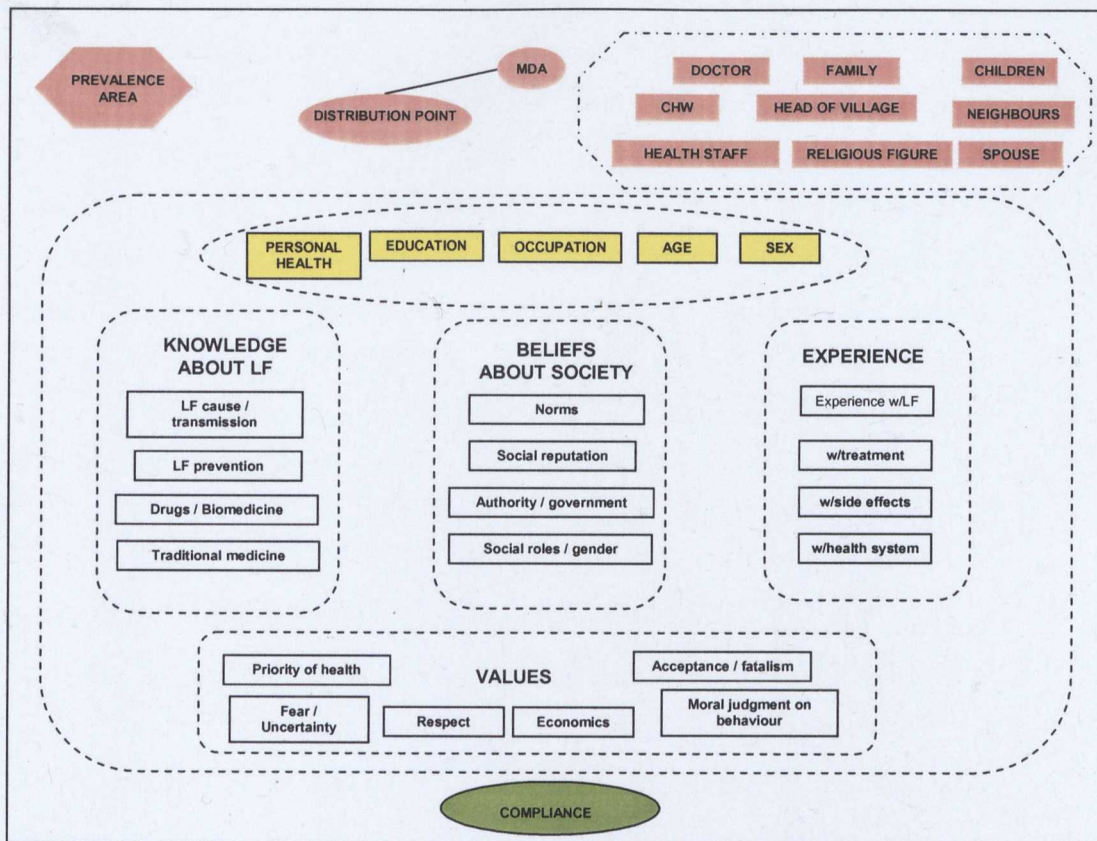 PREVALENCE
AREA
MDA
DISTRIBUTION POINT
DOCTOR
FAMILY
CHILDREN
CHW
HEAD OF VILLAGE
NEIGHBOURS
HEALTH STAFF
RELIGIOUS FIGURE
SPOUSE
PERSONAL
HEALTH
EDUCATION
OCCUPATION
AGE
SEX
KNOWLEDGE
ABOUT LF
LF cause /
transmission
LF prevention
Drugs / Biomedicine
Traditional medicine
BELIEFS
ABOUT SOCIETY
Norms
Social reputation
Authority / government
Social roles / gender
EXPERIENCE
Experience w/LF
w/treatment
w/side effects
w/health system
VALUES
Priority of health
Fear /
Uncertainty
Respect
Economics
Acceptance / fatalism
Moral judgment on
behaviour
COMPLIANCE